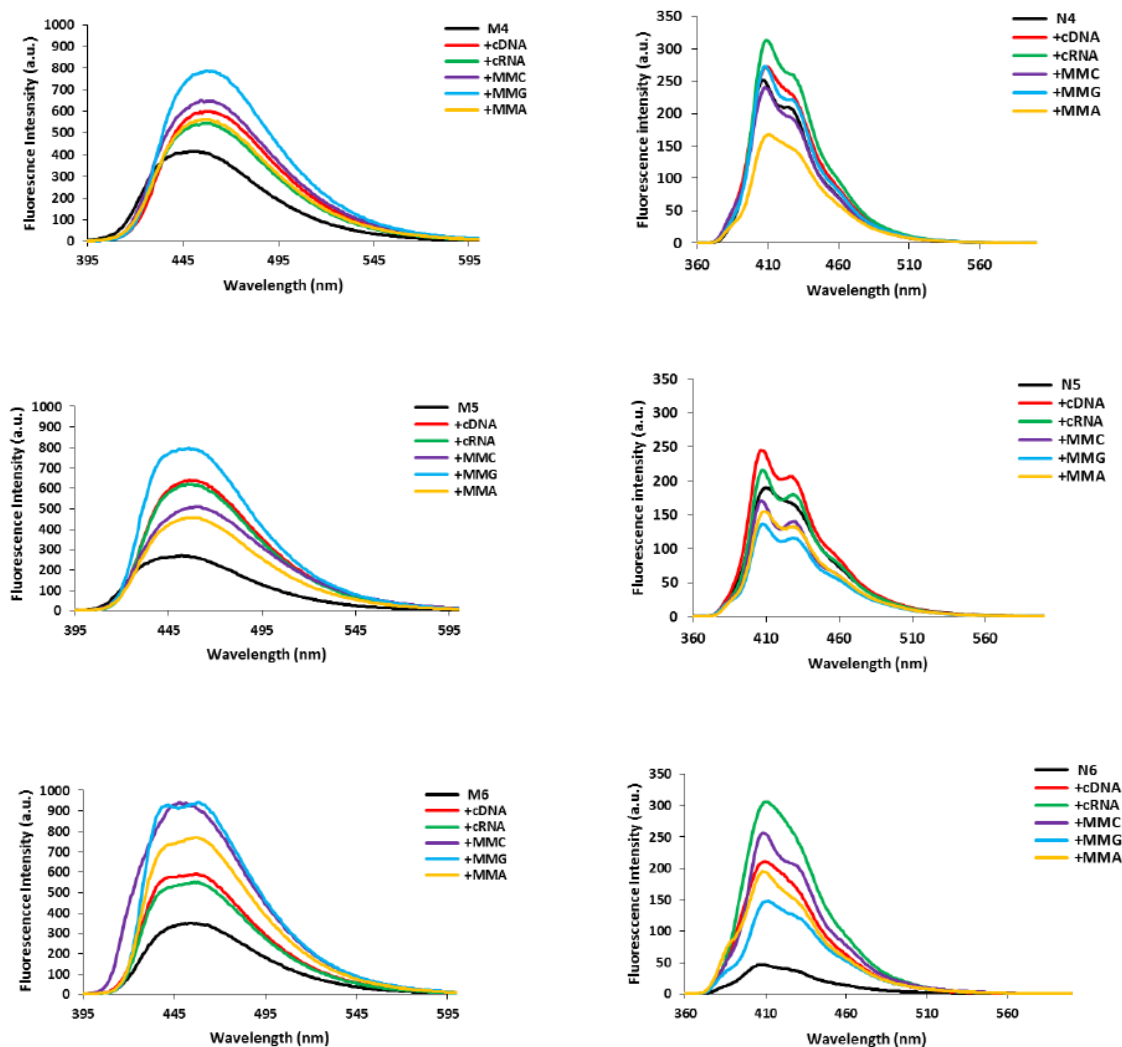 1000
900
800
700
600
500
400
300
200
100
0
395 445 495 545 595
Fluorescnce Intesnsity (a.u.)
Wavelength (nm)
M4
+cDNA
+cRNA
+MMC
+MMG
+MMA
350
300
250
200
150
100
50
0
360 410 460 510 560
Fluorescence intensity (a.u.)
Wavelength (nm)
N4
+cDNA
+cRNA
+MMC
+MMG
+MMA
1000
900
800
700
600
500
400
300
200
100
0
395 445 495 545 595
Fluorescence Intensity (a.u.)
Wavelength (nm)
M5
+cDNA
+cRNA
+MMC
+MMG
+MMA
350
300
250
200
150
100
50
0
360 410 460 510 560
Fluorescence intensity (a.u.)
Wavelength (nm)
N5
+cDNA
+cRNA
+MMC
+MMG
+MMA
1000
900
800
700
600
500
400
300
200
100
0
395 445 495 545 595
Fluorescencce Intensity (a.u.)
Wavelength (nm)
M6
+cDNA
+cRNA
+MMC
+MMG
+MMA
350
300
250
200
150
100
50
0
360 410 460 510 560
Fluoresccence Intensity (a.u.)
Wavelength (nm)
N6
+cDNA
+cRNA
+MMC
+MMG
+MMA